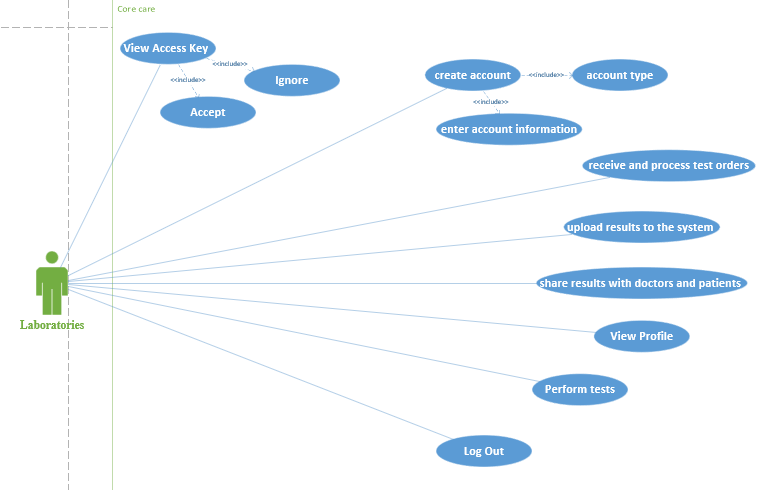 Core care
View Access Key
<<include>>
<<include>>
Ignore
Accept
create account
<<include>>
account type
<<include>>
enter account information
receive and process test orders
upload results to the system
share results with doctors and patients
Laboratories
View Profile
Perform tests
Log Out